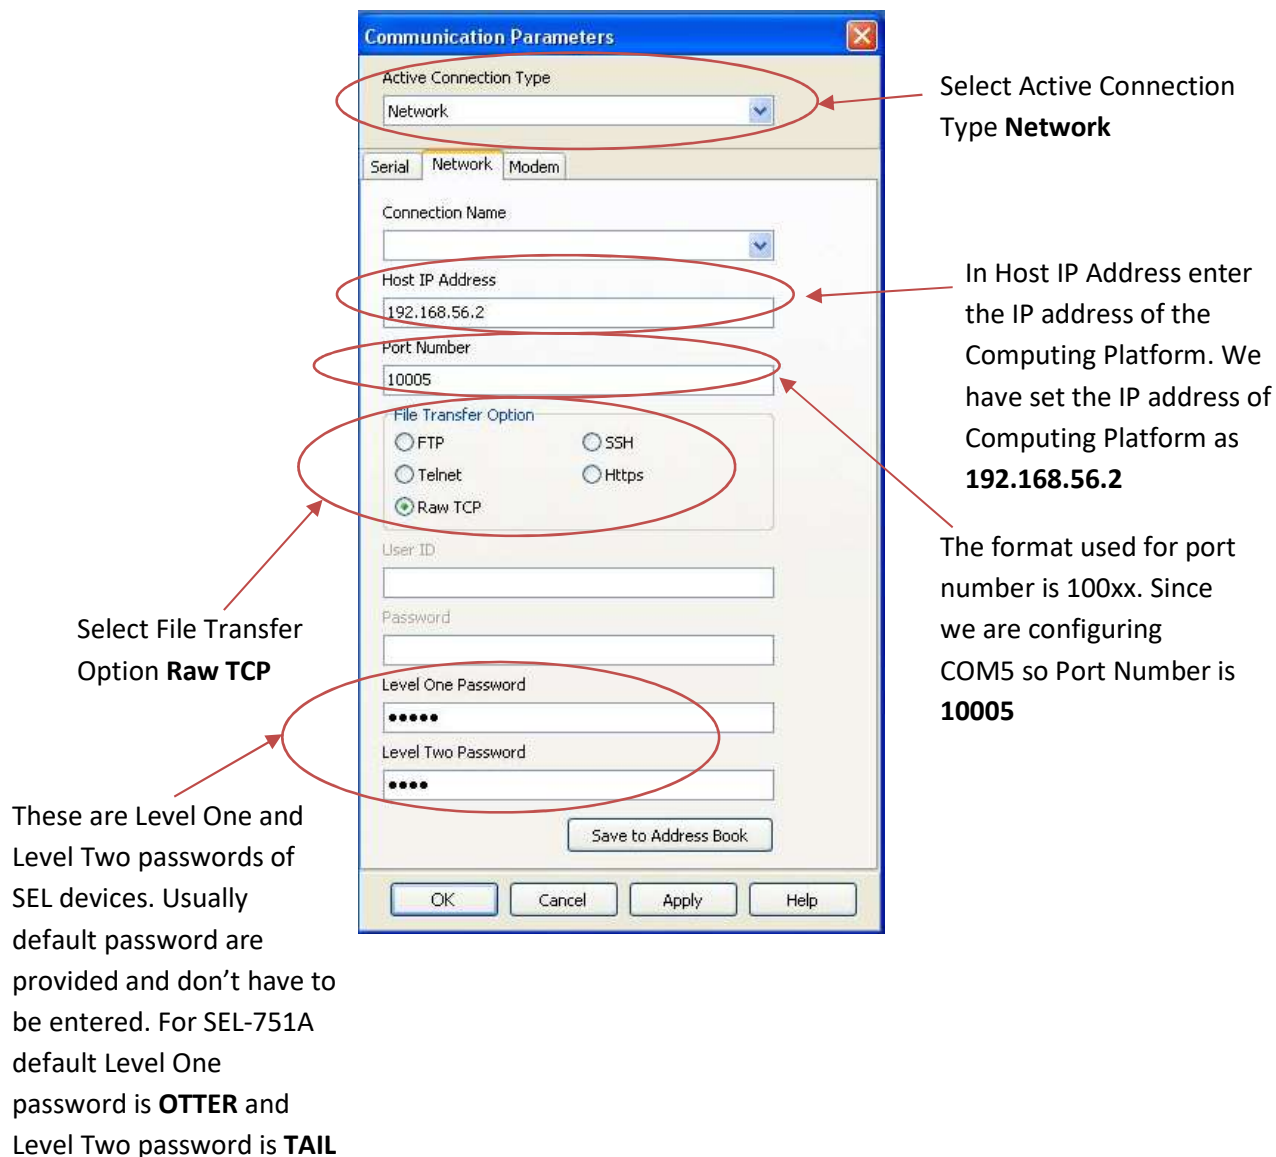 Communication Parameters
Active Connection Type
Network
Serial
Network
Modem
Connection Name
Host IP Address
192.168.56.2
Port Number
10005
File Transfer Option
FTP
SSH
Telnet
Https
Raw TCP
User ID
Password
Level One Password
●●●●●
Level Two Password
●●●●
Save to Address Book
OK
Cancel
Apply
Help
Select Active Connection
Type Network
In Host IP Address enter
the IP address of the
Computing Platform. We
have set the IP address of
Computing Platform as
192.168.56.2
The format used for port
number is 100xx. Since
we are configuring
COM5 so Port Number is
10005
Select File Transfer
Option Raw TCP
These are Level One and
Level Two passwords of
SEL devices. Usually
default password are
provided and don’t have to
be entered. For SEL-751A
default Level One
password is OTTER and
Level Two password is TAIL